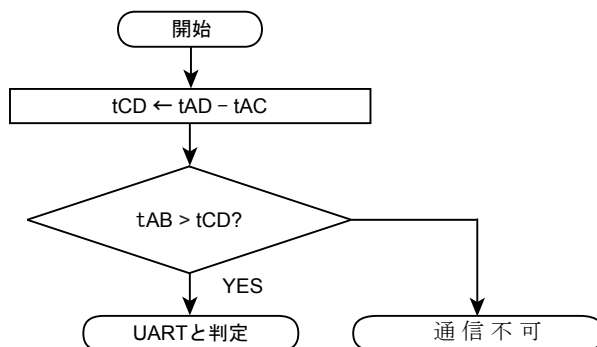 開始
tCD ← tAD − tAC
tAB > tCD?
YES
UARTと判定
通信不可